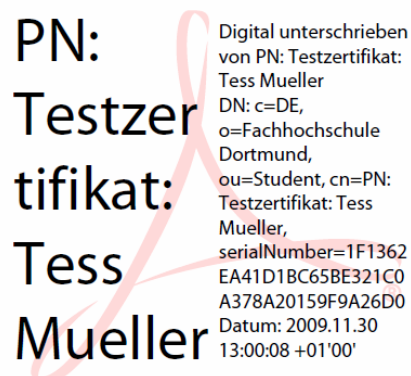 PN:
Testzer
tifikat:
Tess
Mueller
Digital unterschrieben
von PN: Testzertifikat:
Tess Mueller
DN: c=DE,
o=Fachhochschule
Dortmund,
ou=Student, cn=PN:
Testzertifikat: Tess
Mueller,
serialNumber=1F1362
EA41D1BC65BE321C0
A378A20159F9A26D0
Datum: 2009.11.30
13:00:08 +01'00'
®